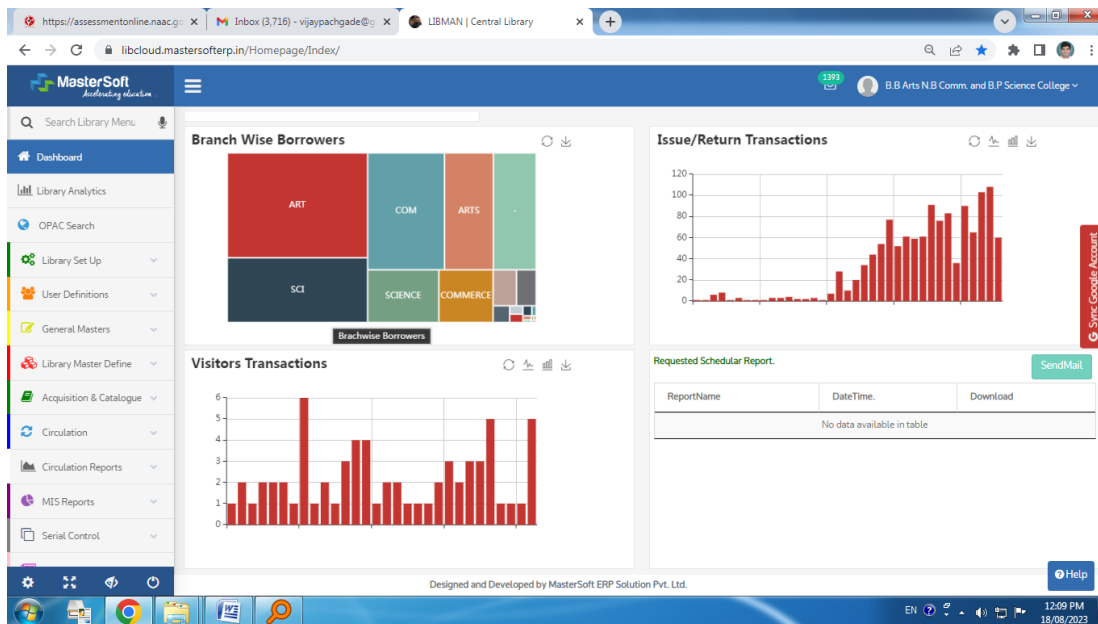 https://assessmentonline.naac.go
Inbox (3,716) - vijaypachgade@g
LIBMAN | Central Library
libcloud.mastersofterp.in/Homepage/Index/
MasterSoft
Accelerating education...
1393
B.B Arts N.B Comm. and B.P Science College
Search Library Menu
Dashboard
Library Analytics
OPAC Search
Library Set Up
User Definitions
General Masters
Library Master Define
Acquisition & Catalogue
Circulation
Circulation Reports
MIS Reports
Serial Control
Branch Wise Borrowers
ART
COM
ARTS
-
SCI
SCIENCE
COMMERCE
Brachwise Borrowers
Issue/Return Transactions
120
100
80
60
40
20
0
Visitors Transactions
6
5
4
3
2
1
0
Requested Schedular Report.
SendMail
ReportName DateTime. Download
No data available in table
G Sync Google Account
Help
Designed and Developed by MasterSoft ERP Solution Pvt. Ltd.
EN
12:09 PM
18/08/2023